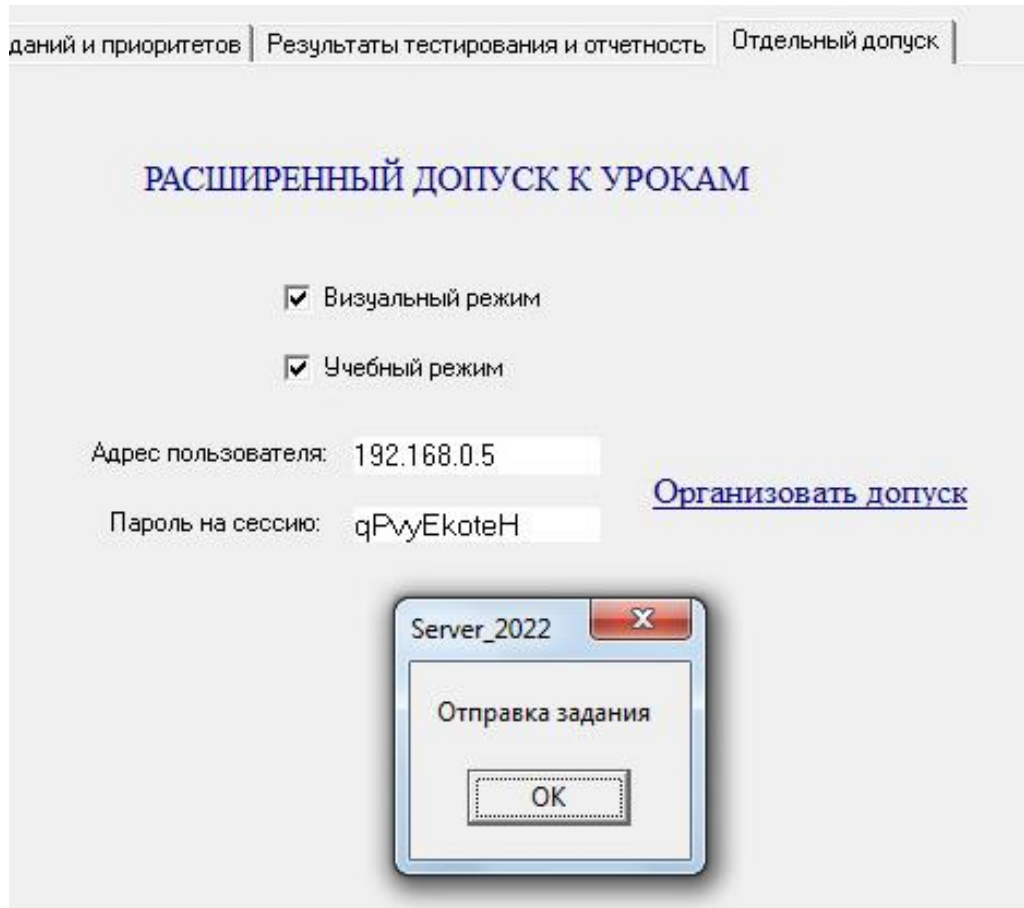 даний и приоритетов Результаты тестирования и отчетность Отдельный допуск
РАСШИРЕННЫЙ ДОПУСК К УРОКАМ
Визуальный режим
Учебный режим
Адрес пользователя: 192.168.0.5
Организовать допуск
Пароль на сессию: qPvyEkoteH
Server_2022
Отправка задания
OK